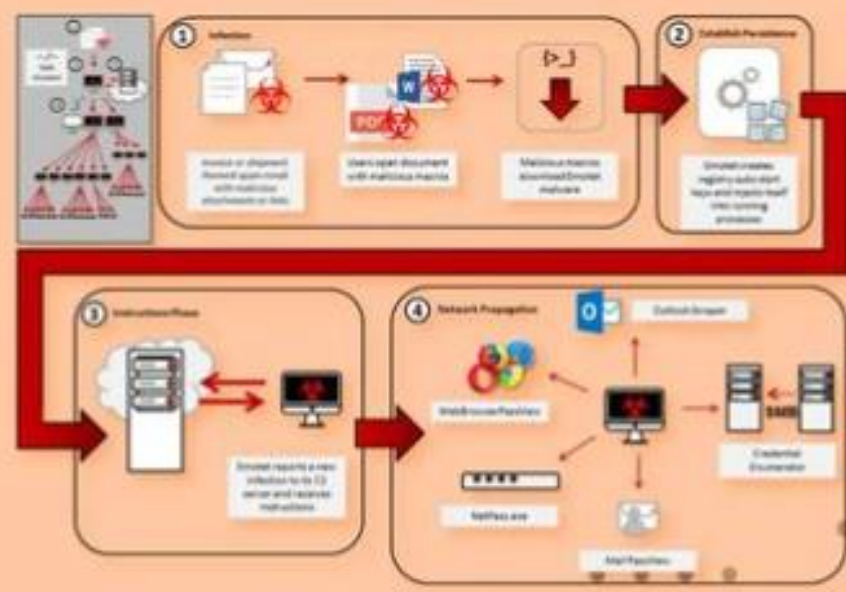 1 Infection
{>_}
W
PDF
Invoice or shipment
themed spam email
with malicious
attachments or links
Users open document
with malicious macros
Malicious macros
download Emotet
malware
2 Establish Persistence
Emotet creates
registry auto start
keys and injects itself
into running
processes
3 Instructions Phase
Emotet reports a new
infection to its C2
server and receives
instructions
4 Network Propagation
O
Outlook Scraper
WebBrowserPassView
SMB
Credential
Enumerator
NetPass.exe
Mail PassView